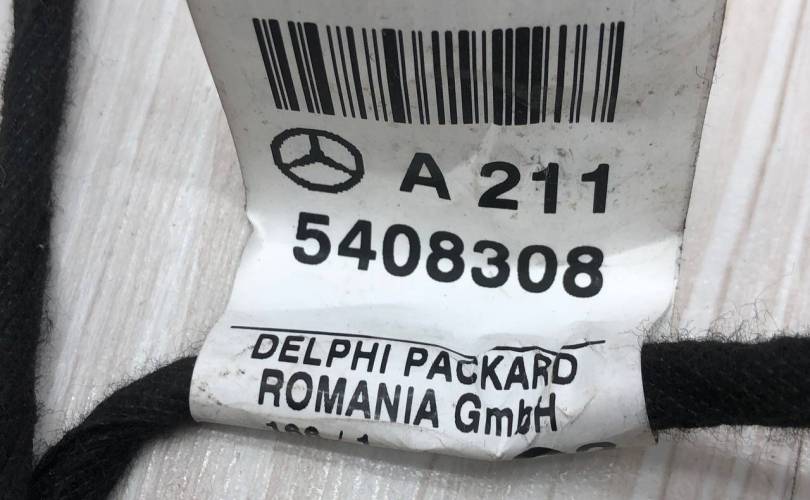 A 211
5408308
DELPHI PACKARD
ROMANIA GmbH